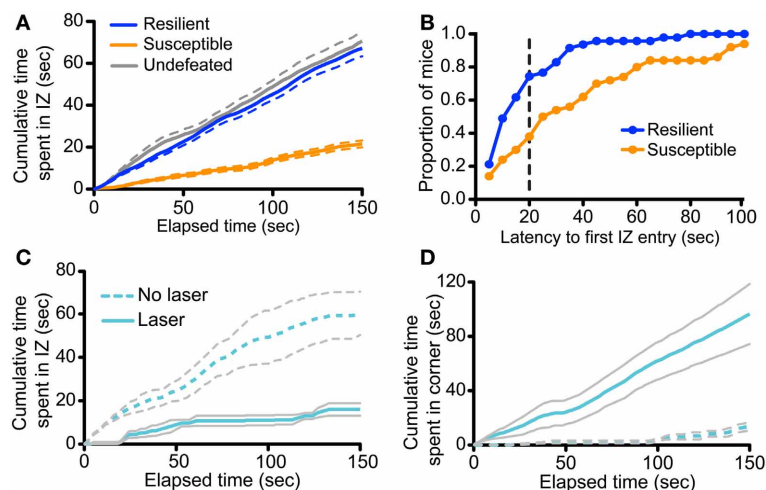 A
80
60
40
20
0
Cumulative time
spent in IZ (sec)
Resilient
Susceptible
Undefeated
0 50 100 150
Elapsed time (sec)
B
1.0
0.8
0.6
0.4
0.2
0.0
Proportion of mice
Resilient
Susceptible
0 20 40 60 80 100
Latency to first IZ entry (sec)
C
80
60
40
20
0
Cumulative time
spent in IZ (sec)
No laser
Laser
0 50 100 150
Elapsed time (sec)
D
120
80
40
0
Cumulative time
spent in corner (sec)
0 50 100 150
Elapsed time (sec)